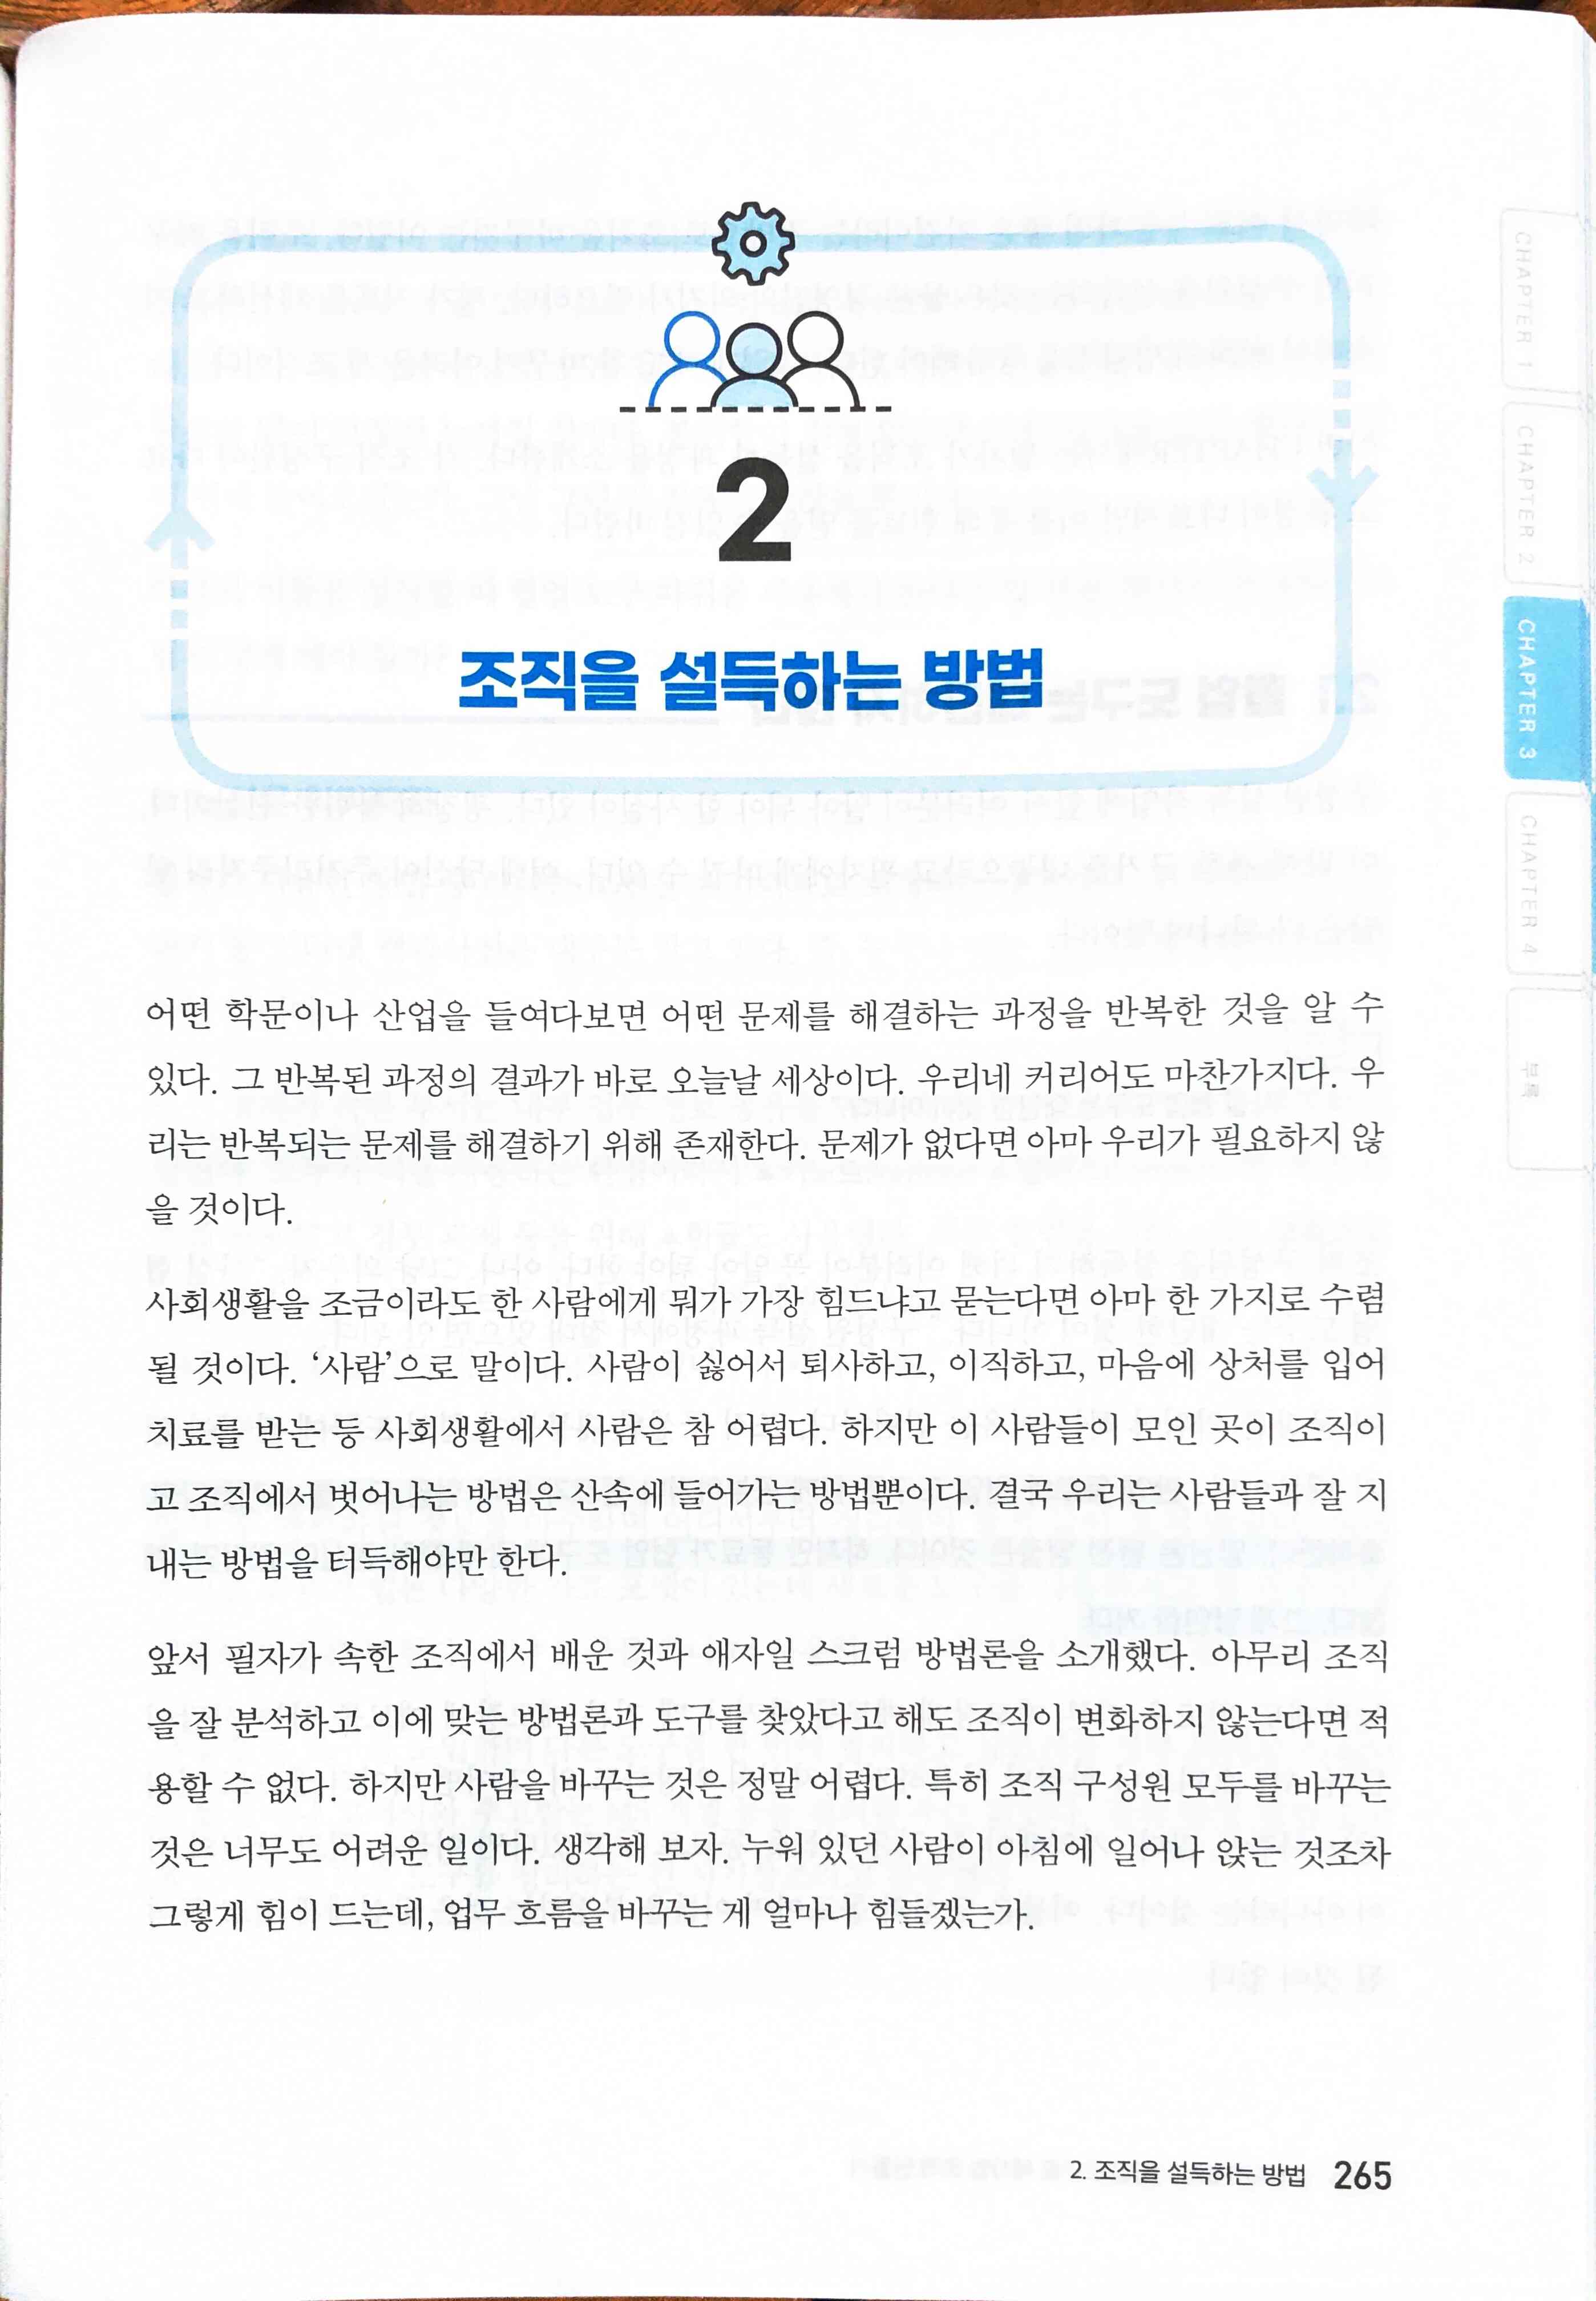 2
조직을 설득하는 방법
CHAPTER 1
CHAPTER 2
CHAPTER 3
CHAPTER 4
부록
어떤 학문이나 산업을 들여다보면 어떤 문제를 해결하는 과정을 반복한 것을 알 수
있다. 그 반복된 과정의 결과가 바로 오늘날 세상이다. 우리네 커리어도 마찬가지다. 우
리는 반복되는 문제를 해결하기 위해 존재한다. 문제가 없다면 아마 우리가 필요하지 않
을 것이다.
사회생활을 조금이라도 한 사람에게 뭐가 가장 힘드냐고 묻는다면 아마 한 가지로 수렴
될 것이다. ‘사람’으로 말이다. 사람이 싫어서 퇴사하고, 이직하고, 마음에 상처를 입어
치료를 받는 등 사회생활에서 사람은 참 어렵다. 하지만 이 사람들이 모인 곳이 조직이
고 조직에서 벗어나는 방법은 산속에 들어가는 방법뿐이다. 결국 우리는 사람들과 잘 지
내는 방법을 터득해야만 한다.
앞서 필자가 속한 조직에서 배운 것과 애자일 스크럼 방법론을 소개했다. 아무리 조직
을 잘 분석하고 이에 맞는 방법론과 도구를 찾았다고 해도 조직이 변화하지 않는다면 적
용할 수 없다. 하지만 사람을 바꾸는 것은 정말 어렵다. 특히 조직 구성원 모두를 바꾸는
것은 너무도 어려운 일이다. 생각해 보자. 누워 있던 사람이 아침에 일어나 앉는 것조차
그렇게 힘이 드는데, 업무 흐름을 바꾸는 게 얼마나 힘들겠는가.
2. 조직을 설득하는 방법 265